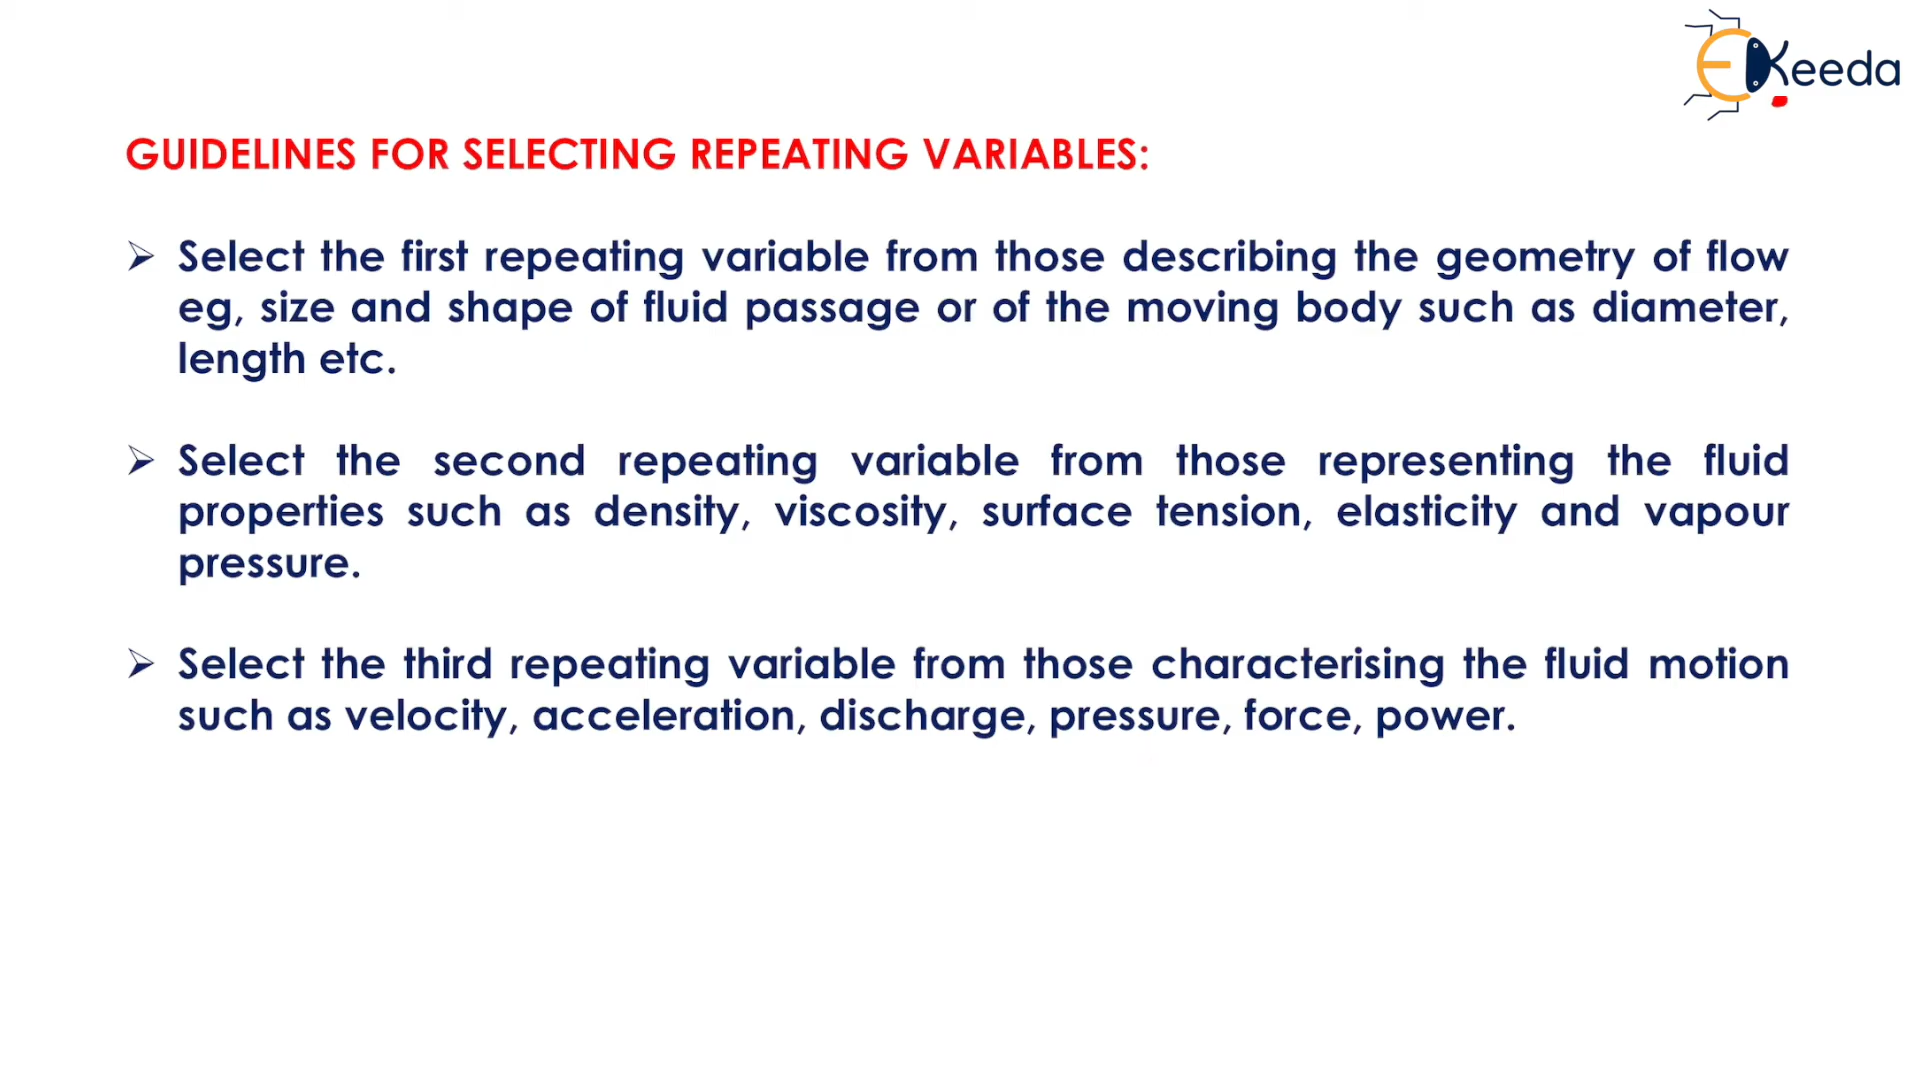 EKeeda
GUIDELINES FOR SELECTING REPEATING VARIABLES:
Select the first repeating variable from those describing the geometry of flow
eg, size and shape of fluid passage or of the moving body such as diameter,
length etc.
Select the second repeating variable from those representing the fluid
properties such as density, viscosity, surface tension, elasticity and vapour
pressure.
Select the third repeating variable from those characterising the fluid motion
such as velocity, acceleration, discharge, pressure, force, power.